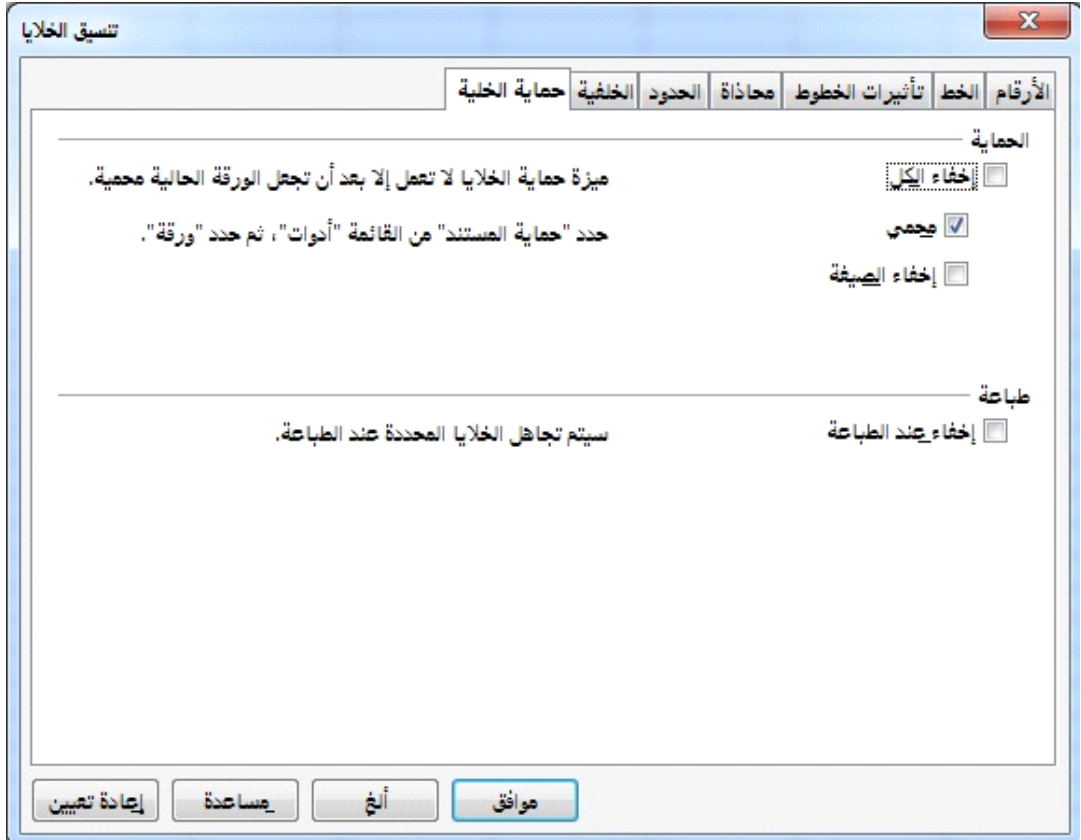 تنسيق الخلايا
الأرقام الخط تأثيرات الخطوط محاذاة الحدود الخلفية حماية الخلية
الحماية
إخفاء الكل ميزة حماية الخلايا لا تعمل إلا بعد أن تجعل الورقة الحالية محمية.
محمي حدد "حماية المستند" من القائمة "أدوات"، ثم حدد "ورقة".
إخفاء الصيغة
طباعة
إخفاء عند الطباعة سيتم تجاهل الخلايا المحددة عند الطباعة.
موافق ألغ مساعدة إعادة تعيين